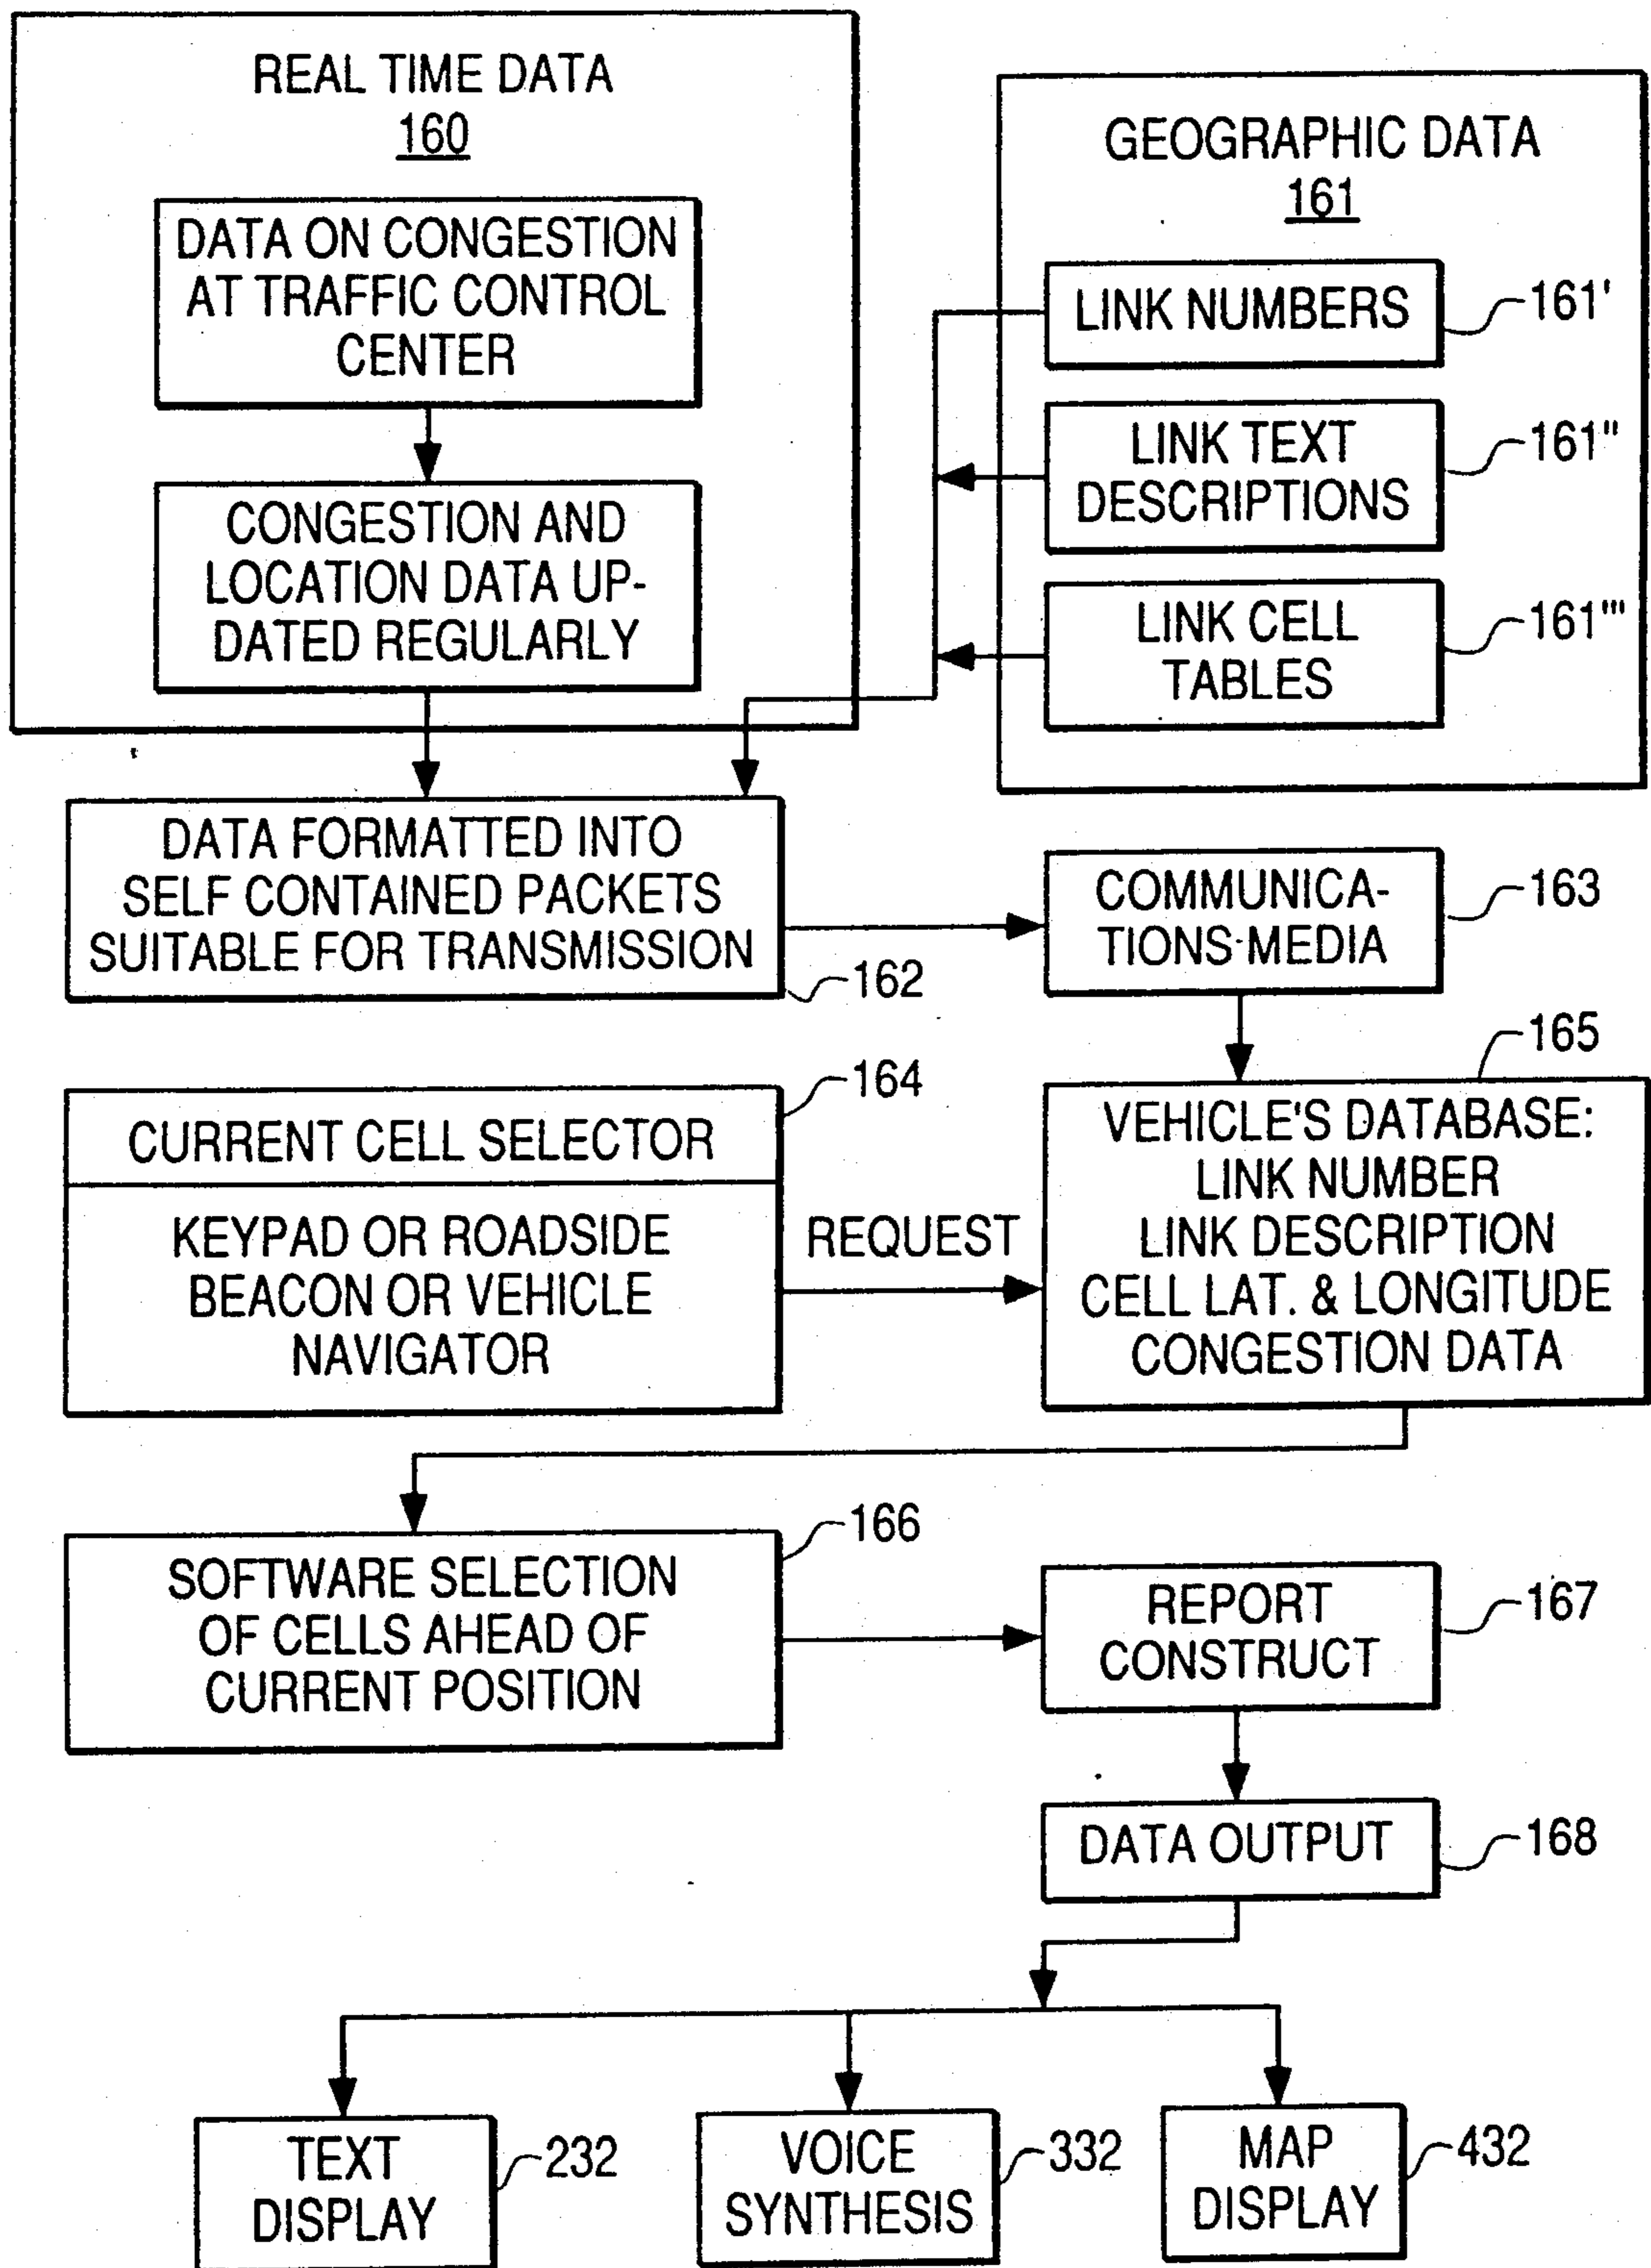 REAL TIME DATA
160
DATA ON CONGESTION
AT TRAFFIC CONTROL
CENTER
CONGESTION AND
LOCATION DATA UP-
DATED REGULARLY
GEOGRAPHIC DATA
161
LINK NUMBERS
161'
LINK TEXT
DESCRIPTIONS
161"
LINK CELL
TABLES
161'''
DATA FORMATTED INTO
SELF CONTAINED PACKETS
SUITABLE FOR TRANSMISSION
162
COMMUNICA-
TIONS MEDIA
163
164
CURRENT CELL SELECTOR
KEYPAD OR ROADSIDE
BEACON OR VEHICLE
NAVIGATOR
REQUEST
165
VEHICLE'S DATABASE:
LINK NUMBER
LINK DESCRIPTION
CELL LAT. & LONGITUDE
CONGESTION DATA
166
SOFTWARE SELECTION
OF CELLS AHEAD OF
CURRENT POSITION
REPORT
CONSTRUCT
167
DATA OUTPUT
168
TEXT
DISPLAY
232
VOICE
SYNTHESIS
332
MAP
DISPLAY
432